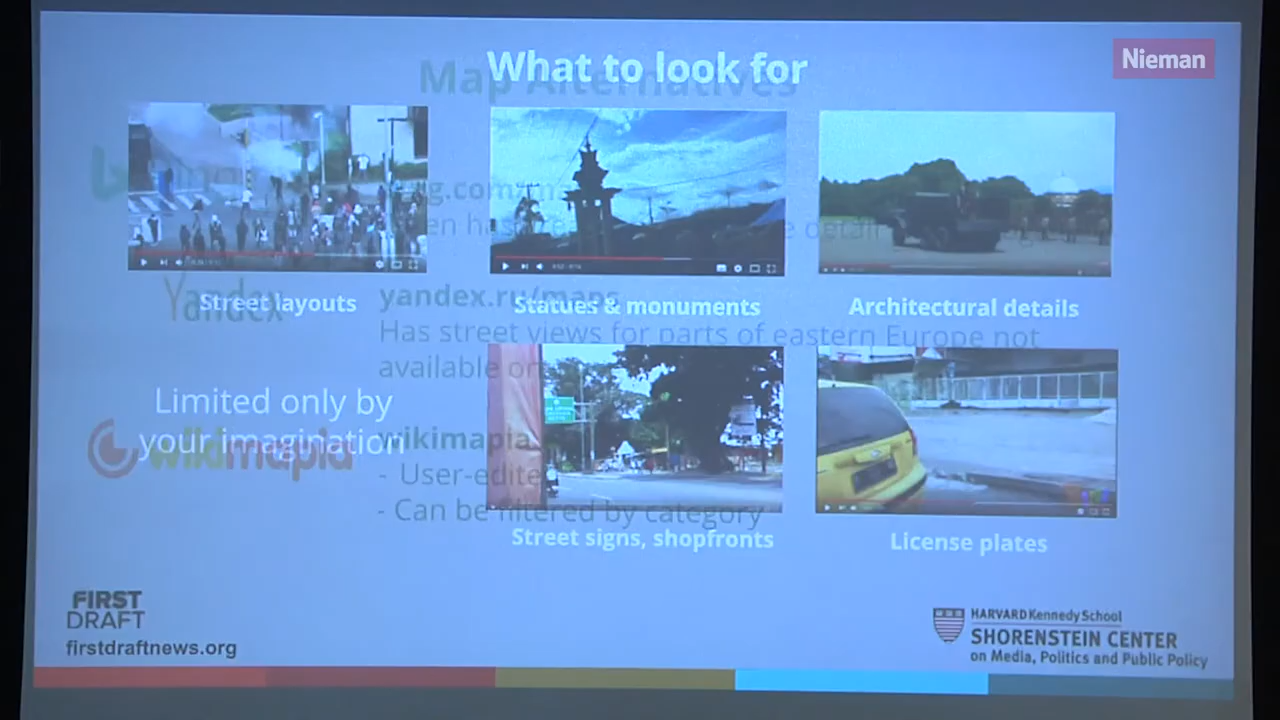 What to look for
Map Alternatives
Nieman
Street layouts
Statues & monuments
Architectural details
Yandex
yandex.ru/maps
Has street views for parts of eastern Europe not
available
Limited only by
your imagination
wikimapia
wikimapia
- User-edite
- Can be filtered by category
Street signs, shopfronts
License plates
FIRST
DRAFT
firstdraftnews.org
HARVARD Kennedy School
SHORENSTEIN CENTER
on Media, Politics and Public Policy